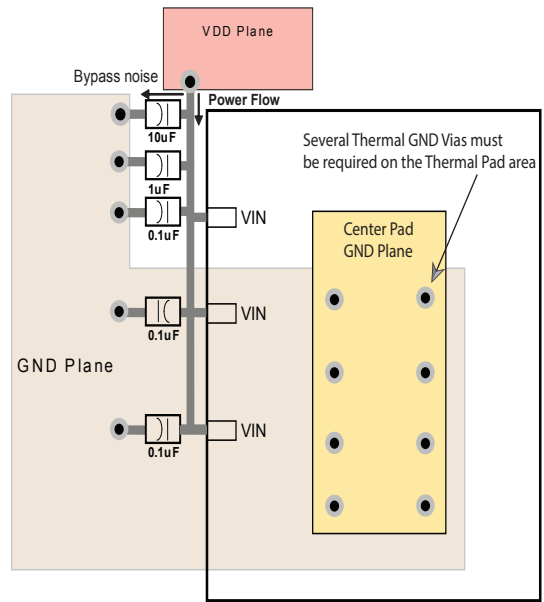 VDD Plane
Bypass noise
Power Flow
10uF
Several Thermal GND Vias must
be required on the Thermal Pad area
1uF
0.1uF
VIN
Center Pad
GND Plane
VIN
0.1uF
GND Plane
VIN
0.1uF